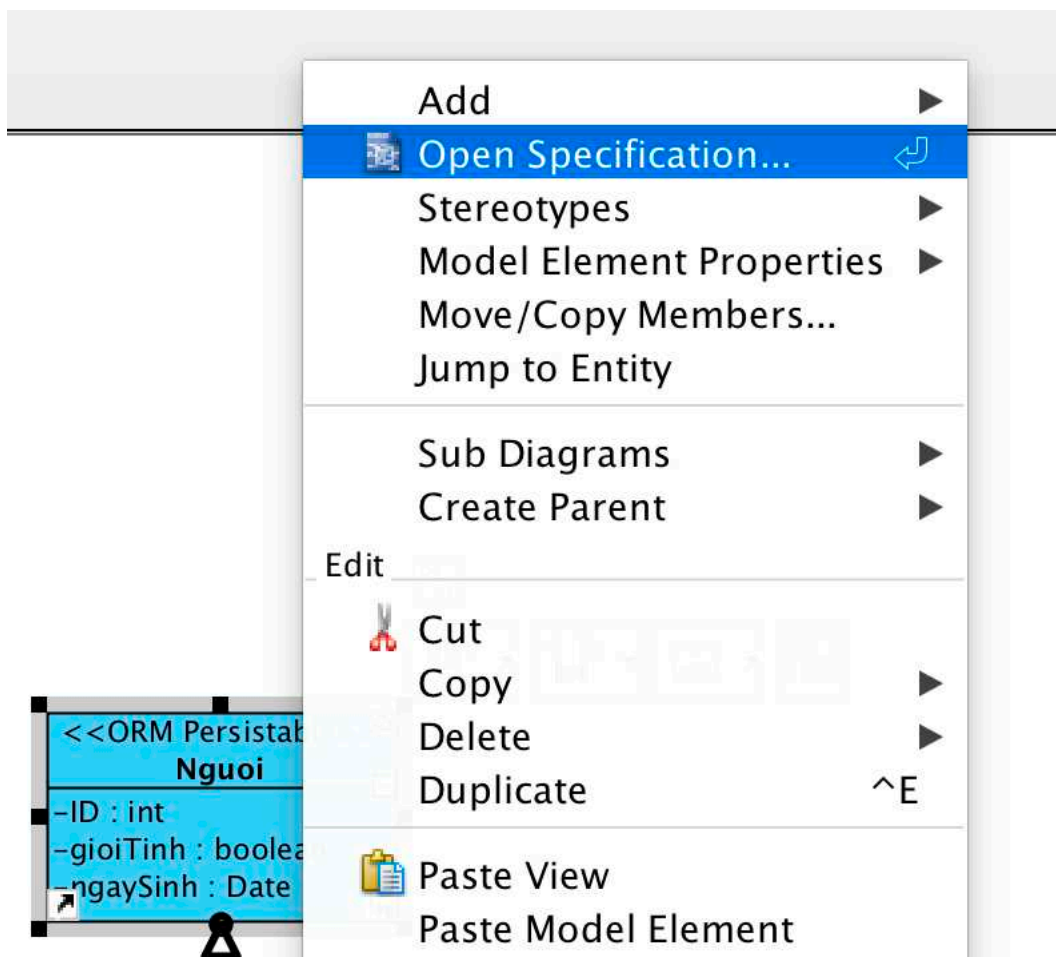 Add
Open Specification...
Stereotypes
Model Element Properties
Move/Copy Members...
Jump to Entity
Sub Diagrams
Create Parent
Edit
Cut
Copy
Delete
Duplicate ^E
Paste View
Paste Model Element
<<ORM Persistab
Nguoi
-ID : int
-gioiTinh : boolea
-ngaySinh : Date